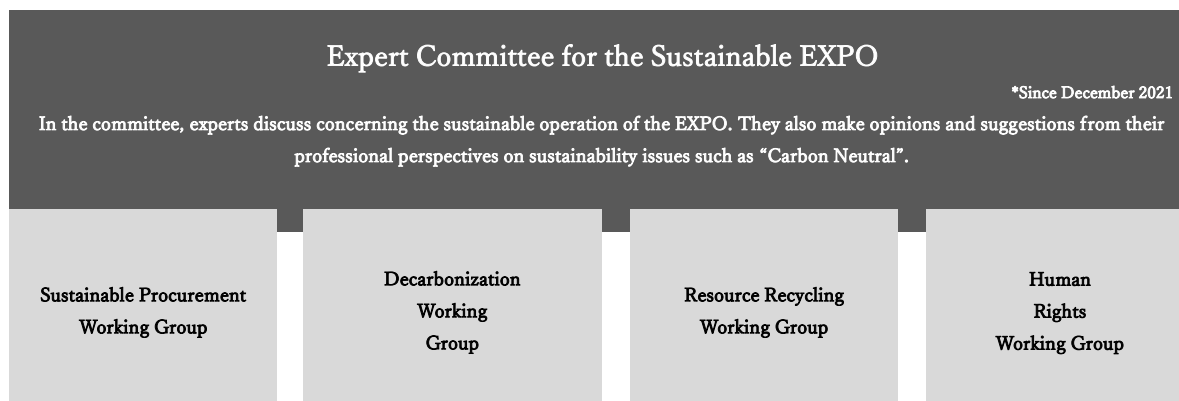 Expert Committee for the Sustainable EXPO
*Since December 2021
In the committee, experts discuss concerning the sustainable operation of the EXPO. They also make opinions and suggestions from their
professional perspectives on sustainability issues such as “Carbon Neutral”.
Sustainable Procurement
Working Group
Decarbonization
Working
Group
Resource Recycling
Working Group
Human
Rights
Working Group